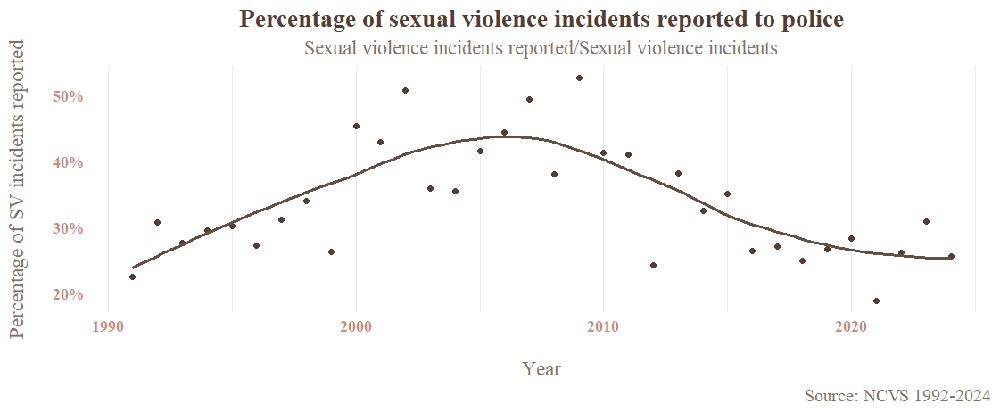 Percentage of sexual violence incidents reported to police
Sexual violence incidents reported/Sexual violence incidents
Percentage of SV incidents reported
50%
40%
30%
20%
1990 2000 2010 2020
Year
Source: NCVS 1992-2024